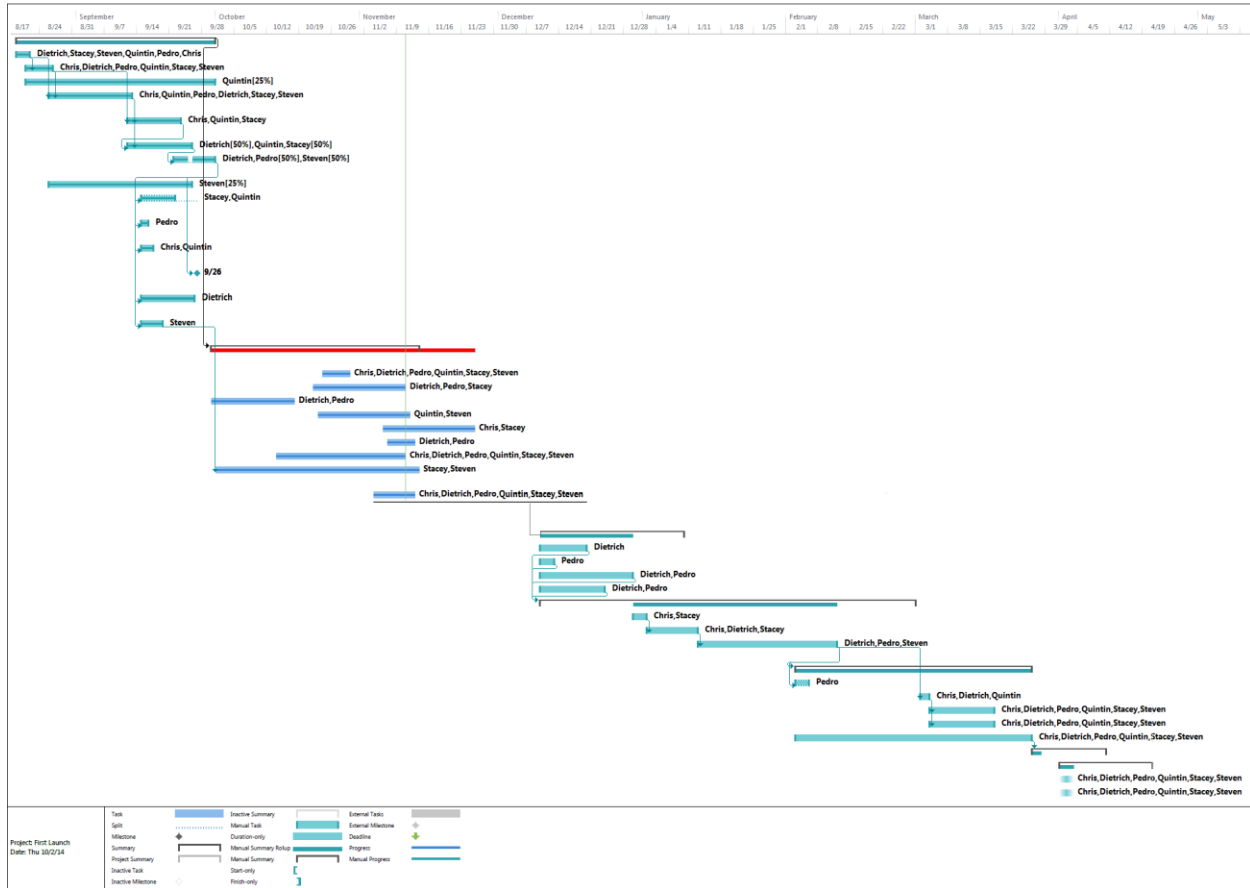 September October November December January February March April May
8/17 8/24 8/31 9/7 9/14 9/21 9/28 10/5 10/12 10/19 10/26 11/2 11/9 11/16 11/23 11/30 12/7 12/14 12/21 12/28 1/4 1/11 1/18 1/25 2/1 2/8 2/15 2/22 3/1 3/8 3/15 3/22 3/29 4/5 4/12 4/19 4/26 5/3
Dietrich,Stacey,Steven,Quintin,Pedro,Chris
Chris,Dietrich,Pedro,Quintin,Stacey,Steven
Quintin[25%]
Chris,Quintin,Pedro,Dietrich,Stacey,Steven
Chris,Quintin,Stacey
Dietrich[50%],Quintin,Stacey[50%]
Dietrich,Pedro[50%],Steven[50%]
Steven[25%]
Stacey,Quintin
Pedro
Chris,Quintin
9/26
Dietrich
Steven
Chris,Dietrich,Pedro,Quintin,Stacey,Steven
Dietrich,Pedro,Stacey
Dietrich,Pedro
Quintin,Steven
Chris,Stacey
Dietrich,Pedro
Chris,Dietrich,Pedro,Quintin,Stacey,Steven
Stacey,Steven
Chris,Dietrich,Pedro,Quintin,Stacey,Steven
Dietrich
Pedro
Dietrich,Pedro
Dietrich,Pedro
Chris,Stacey
Chris,Dietrich,Stacey
Dietrich,Pedro,Steven
Pedro
Chris,Dietrich,Quintin
Chris,Dietrich,Pedro,Quintin,Stacey,Steven
Chris,Dietrich,Pedro,Quintin,Stacey,Steven
Chris,Dietrich,Pedro,Quintin,Stacey,Steven
Chris,Dietrich,Pedro,Quintin,Stacey,Steven
Chris,Dietrich,Pedro,Quintin,Stacey,Steven
Project: First Launch
Date: Thu 10/2/14
Task Inactive Summary External Tasks
Split Manual Task External Milestone
Milestone Duration-only Deadline
Summary Manual Summary Rollup Progress
Project Summary Manual Summary Manual Progress
Inactive Task Start-only
Inactive Milestone Finish-only